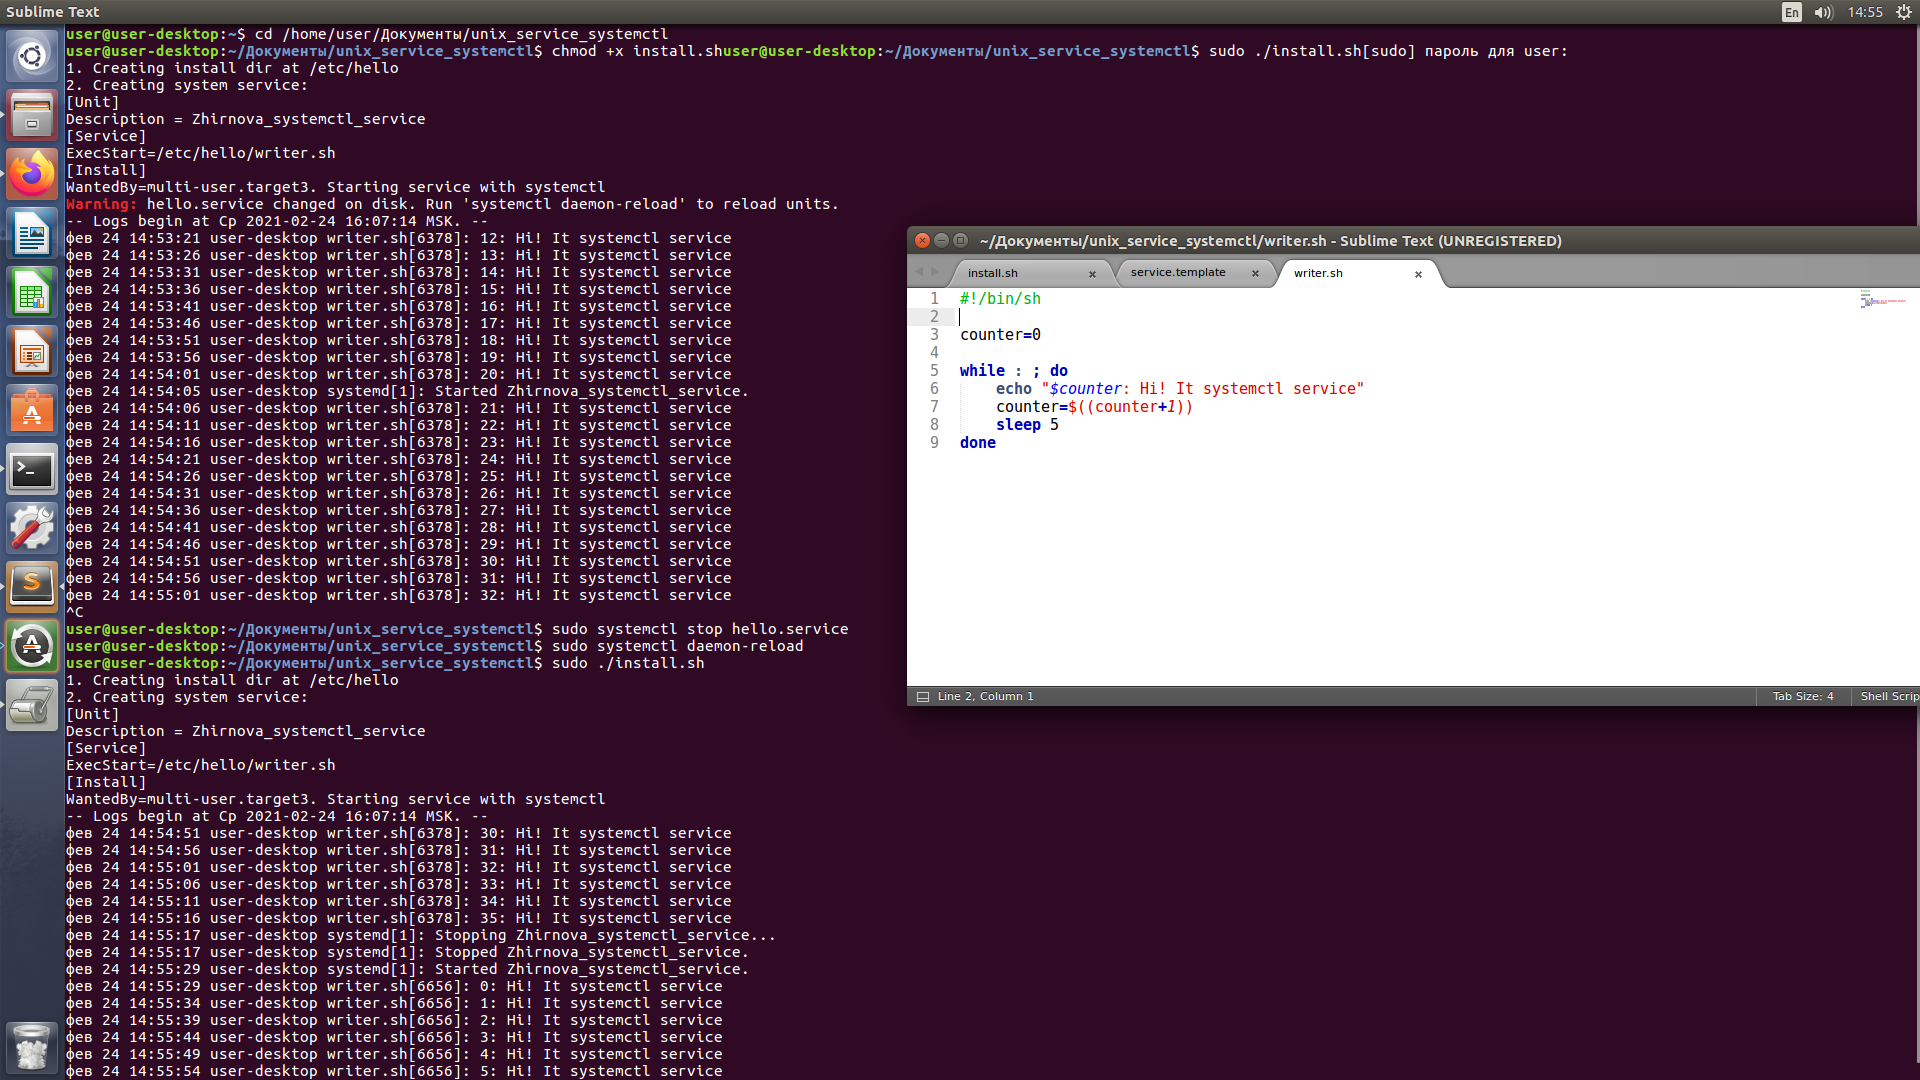 Sublime Text
En
14:55
user@user-desktop:~$ cd /home/user/Документы/unix_service_systemctl
user@user-desktop:~/Документы/unix_service_systemctl$ chmod +x install.shuser@user-desktop:~/Документы/unix_service_systemctl$ sudo ./install.sh[sudo] пароль для user:
1. Creating install dir at /etc/hello
2. Creating system service:
[Unit]
Description = Zhirnova_systemctl_service
[Service]
ExecStart=/etc/hello/writer.sh
[Install]
WantedBy=multi-user.target3. Starting service with systemctl
Warning: hello.service changed on disk. Run 'systemctl daemon-reload' to reload units.
-- Logs begin at Ср 2021-02-24 16:07:14 MSK. --
фев 24 14:53:21 user-desktop writer.sh[6378]: 12: Hi! It systemctl service
фев 24 14:53:26 user-desktop writer.sh[6378]: 13: Hi! It systemctl service
фев 24 14:53:31 user-desktop writer.sh[6378]: 14: Hi! It systemctl service
фев 24 14:53:36 user-desktop writer.sh[6378]: 15: Hi! It systemctl service
фев 24 14:53:41 user-desktop writer.sh[6378]: 16: Hi! It systemctl service
фев 24 14:53:46 user-desktop writer.sh[6378]: 17: Hi! It systemctl service
фев 24 14:53:51 user-desktop writer.sh[6378]: 18: Hi! It systemctl service
фев 24 14:53:56 user-desktop writer.sh[6378]: 19: Hi! It systemctl service
фев 24 14:54:01 user-desktop writer.sh[6378]: 20: Hi! It systemctl service
фев 24 14:54:05 user-desktop systemd[1]: Started Zhirnova_systemctl_service.
фев 24 14:54:06 user-desktop writer.sh[6378]: 21: Hi! It systemctl service
фев 24 14:54:11 user-desktop writer.sh[6378]: 22: Hi! It systemctl service
фев 24 14:54:16 user-desktop writer.sh[6378]: 23: Hi! It systemctl service
фев 24 14:54:21 user-desktop writer.sh[6378]: 24: Hi! It systemctl service
фев 24 14:54:26 user-desktop writer.sh[6378]: 25: Hi! It systemctl service
фев 24 14:54:31 user-desktop writer.sh[6378]: 26: Hi! It systemctl service
фев 24 14:54:36 user-desktop writer.sh[6378]: 27: Hi! It systemctl service
фев 24 14:54:41 user-desktop writer.sh[6378]: 28: Hi! It systemctl service
фев 24 14:54:46 user-desktop writer.sh[6378]: 29: Hi! It systemctl service
фев 24 14:54:51 user-desktop writer.sh[6378]: 30: Hi! It systemctl service
фев 24 14:54:56 user-desktop writer.sh[6378]: 31: Hi! It systemctl service
фев 24 14:55:01 user-desktop writer.sh[6378]: 32: Hi! It systemctl service
^C
user@user-desktop:~/Документы/unix_service_systemctl$ sudo systemctl stop hello.service
user@user-desktop:~/Документы/unix_service_systemctl$ sudo systemctl daemon-reload
user@user-desktop:~/Документы/unix_service_systemctl$ sudo ./install.sh
1. Creating install dir at /etc/hello
2. Creating system service:
[Unit]
Description = Zhirnova_systemctl_service
[Service]
ExecStart=/etc/hello/writer.sh
[Install]
WantedBy=multi-user.target3. Starting service with systemctl
-- Logs begin at Ср 2021-02-24 16:07:14 MSK. --
фев 24 14:54:51 user-desktop writer.sh[6378]: 30: Hi! It systemctl service
фев 24 14:54:56 user-desktop writer.sh[6378]: 31: Hi! It systemctl service
фев 24 14:55:01 user-desktop writer.sh[6378]: 32: Hi! It systemctl service
фев 24 14:55:06 user-desktop writer.sh[6378]: 33: Hi! It systemctl service
фев 24 14:55:11 user-desktop writer.sh[6378]: 34: Hi! It systemctl service
фев 24 14:55:16 user-desktop writer.sh[6378]: 35: Hi! It systemctl service
фев 24 14:55:17 user-desktop systemd[1]: Stopping Zhirnova_systemctl_service...
фев 24 14:55:17 user-desktop systemd[1]: Stopped Zhirnova_systemctl_service.
фев 24 14:55:29 user-desktop systemd[1]: Started Zhirnova_systemctl_service.
фев 24 14:55:29 user-desktop writer.sh[6656]: 0: Hi! It systemctl service
фев 24 14:55:34 user-desktop writer.sh[6656]: 1: Hi! It systemctl service
фев 24 14:55:39 user-desktop writer.sh[6656]: 2: Hi! It systemctl service
фев 24 14:55:44 user-desktop writer.sh[6656]: 3: Hi! It systemctl service
фев 24 14:55:49 user-desktop writer.sh[6656]: 4: Hi! It systemctl service
фев 24 14:55:54 user-desktop writer.sh[6656]: 5: Hi! It systemctl service
~/Документы/unix_service_systemctl/writer.sh - Sublime Text (UNREGISTERED)
install.sh
service.template
writer.sh
1 #!/bin/sh
2
3 counter=0
4
5 while : ; do
6 echo "$counter: Hi! It systemctl service"
7 counter=$((counter+1))
8 sleep 5
9 done
Line 2, Column 1
Tab Size: 4
Shell Scrip